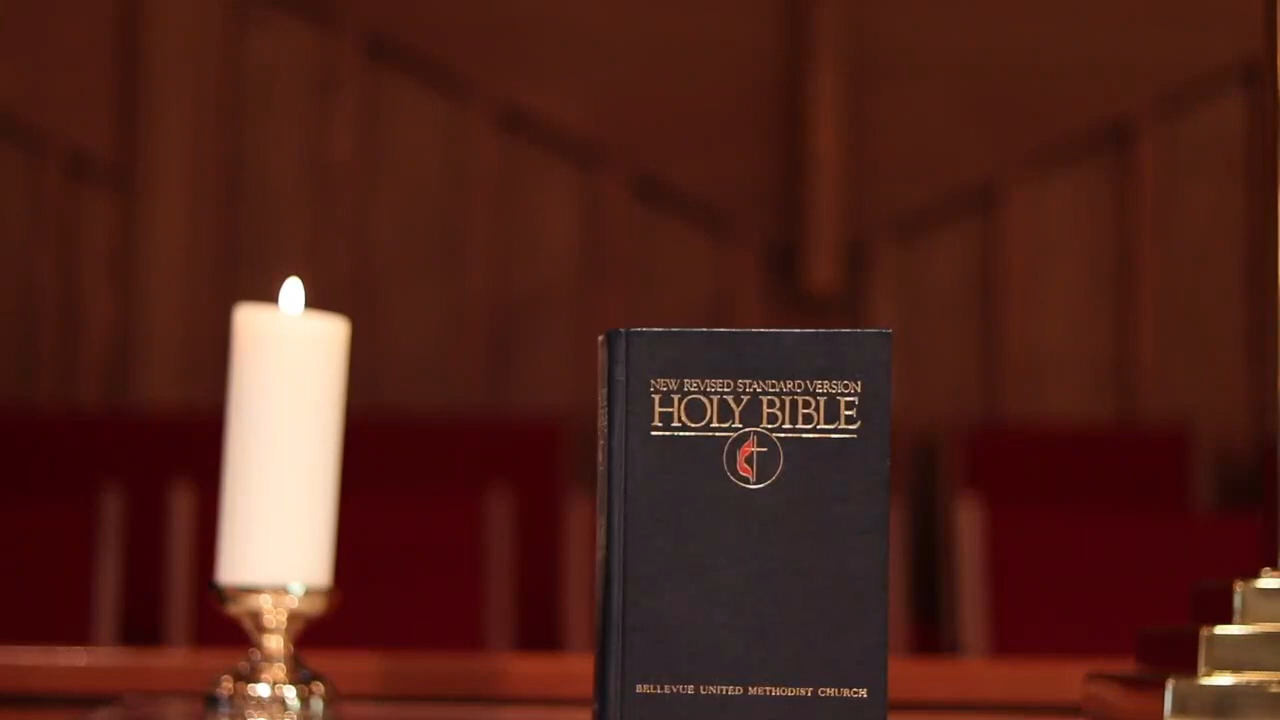 NEW REVISED STANDARD VERSION
HOLY BIBLE
BELLEVUE UNITED METHODIST CHURCH